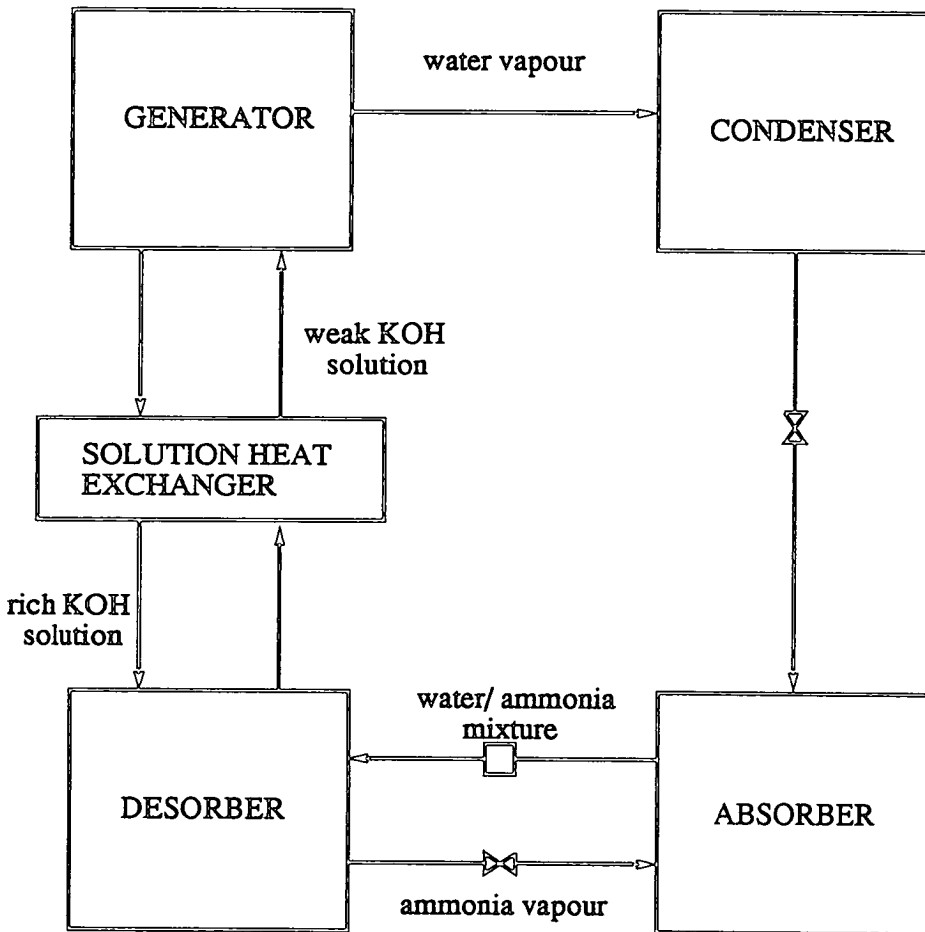 water vapour
GENERATOR
CONDENSER
weak KOH
solution
SOLUTION HEAT
EXCHANGER
rich KOH
solution
water/ ammonia
mixture
DESORBER
ABSORBER
ammonia vapour